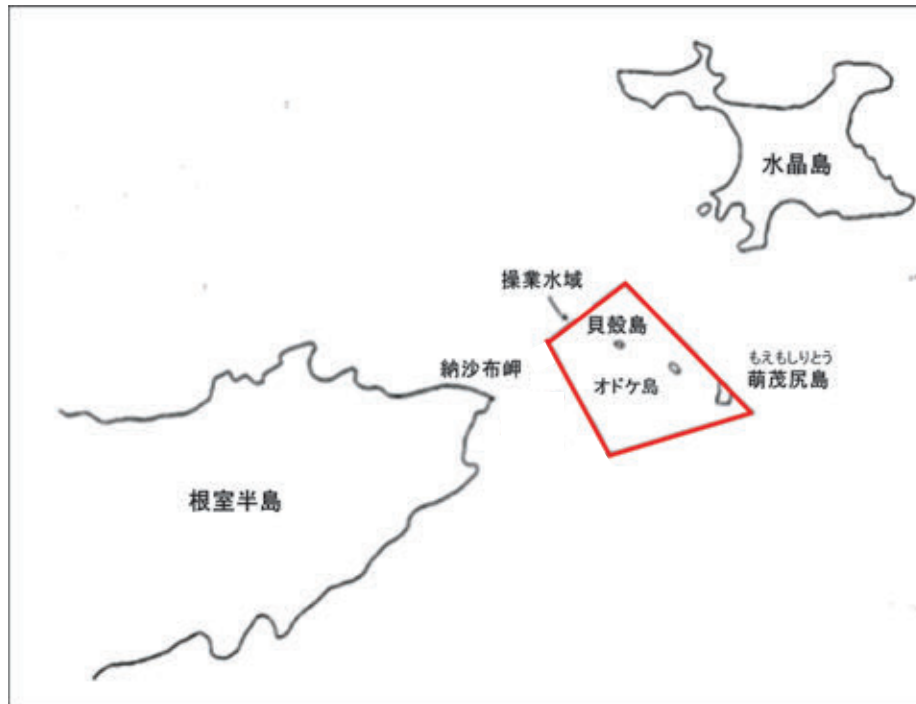 水晶島
操業水域
貝殻島
もえもしりとう
萌茂尻島
納沙布岬
オドケ島
根室半島